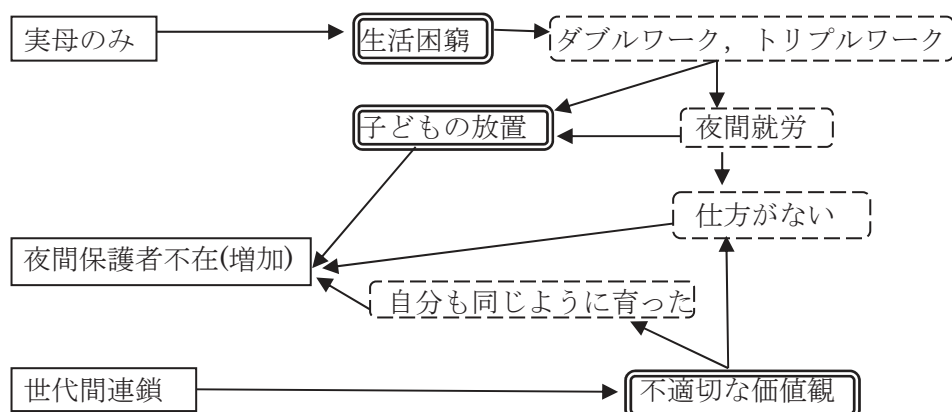 実母のみ
生活困窮
ダブルワーク，トリプルワーク
子どもの放置
夜間就労
仕方がない
夜間保護者不在(増加)
自分も同じように育った
世代間連鎖
不適切な価値観